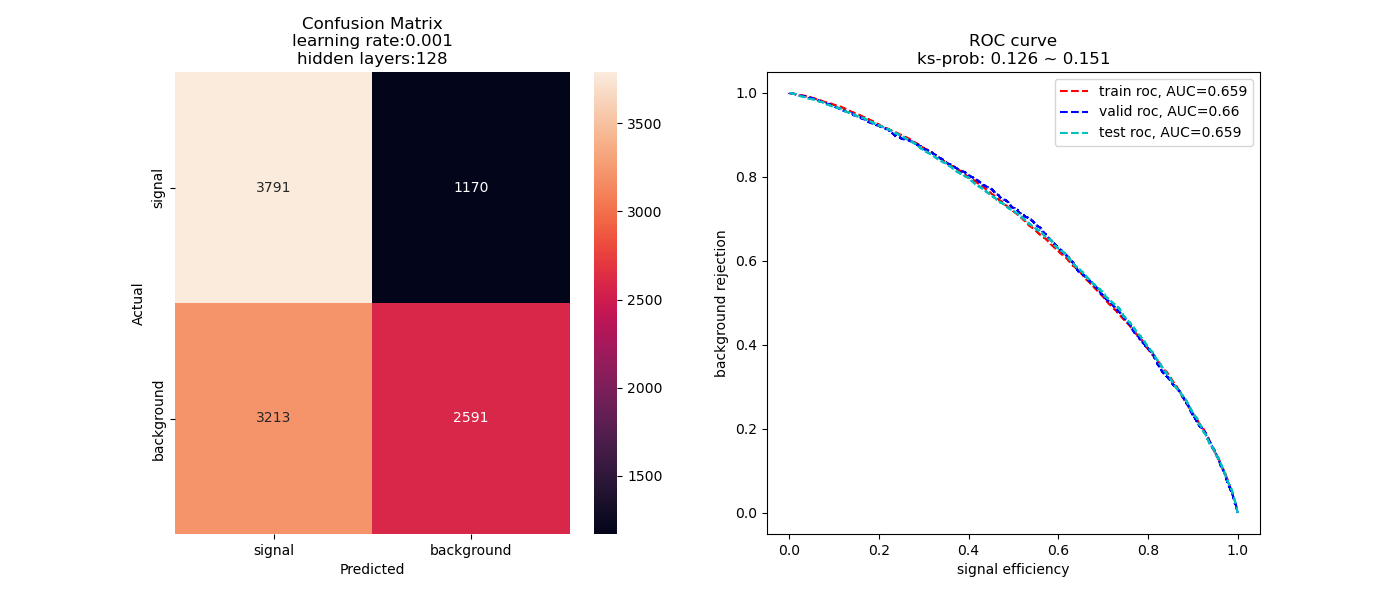 Confusion Matrix
learning rate:0.001
hidden layers:128
signal
background
Actual
3791
1170
3213
2591
signal
background
Predicted
3500
3000
2500
2000
1500
ROC curve
ks-prob: 0.126 ~ 0.151
train roc, AUC=0.659
valid roc, AUC=0.66
test roc, AUC=0.659
background rejection
1.0
0.8
0.6
0.4
0.2
0.0
0.0
0.2
0.4
0.6
0.8
1.0
signal efficiency